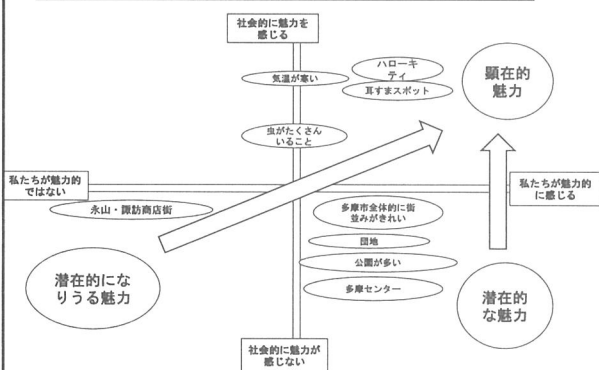 社会的に魅力を
感じる
ハローキ
ティ
気温が寒い
耳すまスポット
顕在的
魅力
虫がたくさん
いること
私たちが魅力的
ではない
私たちが魅力的
に感じる
永山・諏訪商店街
多摩市全体的に街
並みがきれい
団地
公園が多い
多摩センター
潜在的にな
りうる魅力
潜在的
な魅力
社会的に魅力が
感じない